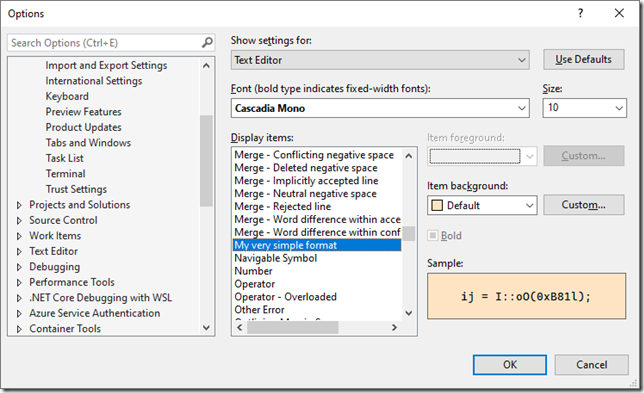 Options
Search Options (Ctrl+E)
Import and Export Settings
International Settings
Keyboard
Preview Features
Product Updates
Tabs and Windows
Task List
Terminal
Trust Settings
Projects and Solutions
Source Control
Work Items
Text Editor
Debugging
Performance Tools
.NET Core Debugging with WSL
Azure Service Authentication
Container Tools
Show settings for:
Text Editor
Use Defaults
Font (bold type indicates fixed-width fonts):
Size:
Cascadia Mono
10
Display items:
Merge - Conflicting negative space
Merge - Deleted negative space
Merge - Implicitly accepted line
Merge - Neutral negative space
Merge - Rejected line
Merge - Word difference within acce
Merge - Word difference within conf
My very simple format
Navigable Symbol
Number
Operator
Operator - Overloaded
Other Error
Item foreground:
Custom...
Item background:
Default
Custom...
Bold
Sample:
ij = I::oO(0xB81l);
OK
Cancel